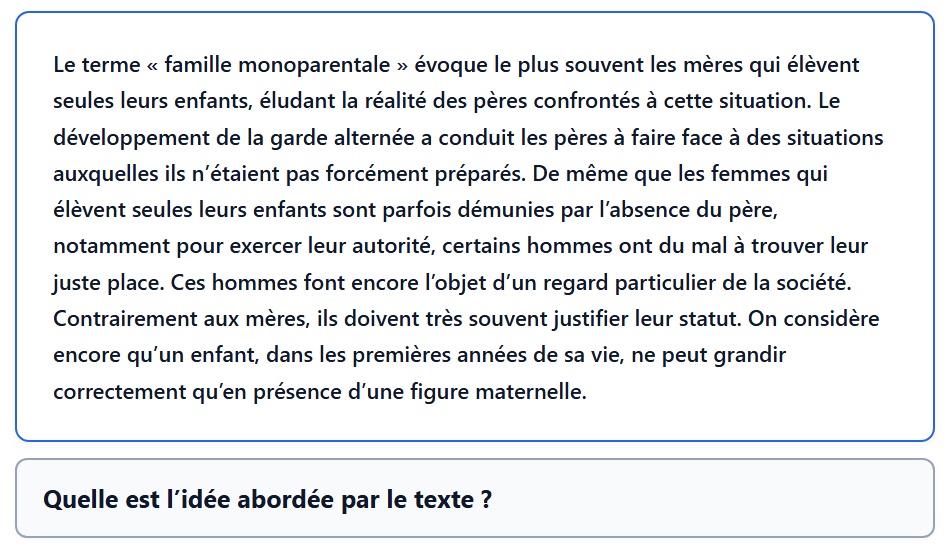 Le terme « famille monoparentale » évoque le plus souvent les mères qui élèvent
seules leurs enfants, éludant la réalité des pères confrontés à cette situation. Le
développement de la garde alternée a conduit les pères à faire face à des situations
auxquelles ils n’étaient pas forcément préparés. De même que les femmes qui
élèvent seules leurs enfants sont parfois démunies par l’absence du père,
notamment pour exercer leur autorité, certains hommes ont du mal à trouver leur
juste place. Ces hommes font encore l’objet d’un regard particulier de la société.
Contrairement aux mères, ils doivent très souvent justifier leur statut. On considère
encore qu’un enfant, dans les premières années de sa vie, ne peut grandir
correctement qu’en présence d’une figure maternelle.
Quelle est l’idée abordée par le texte ?